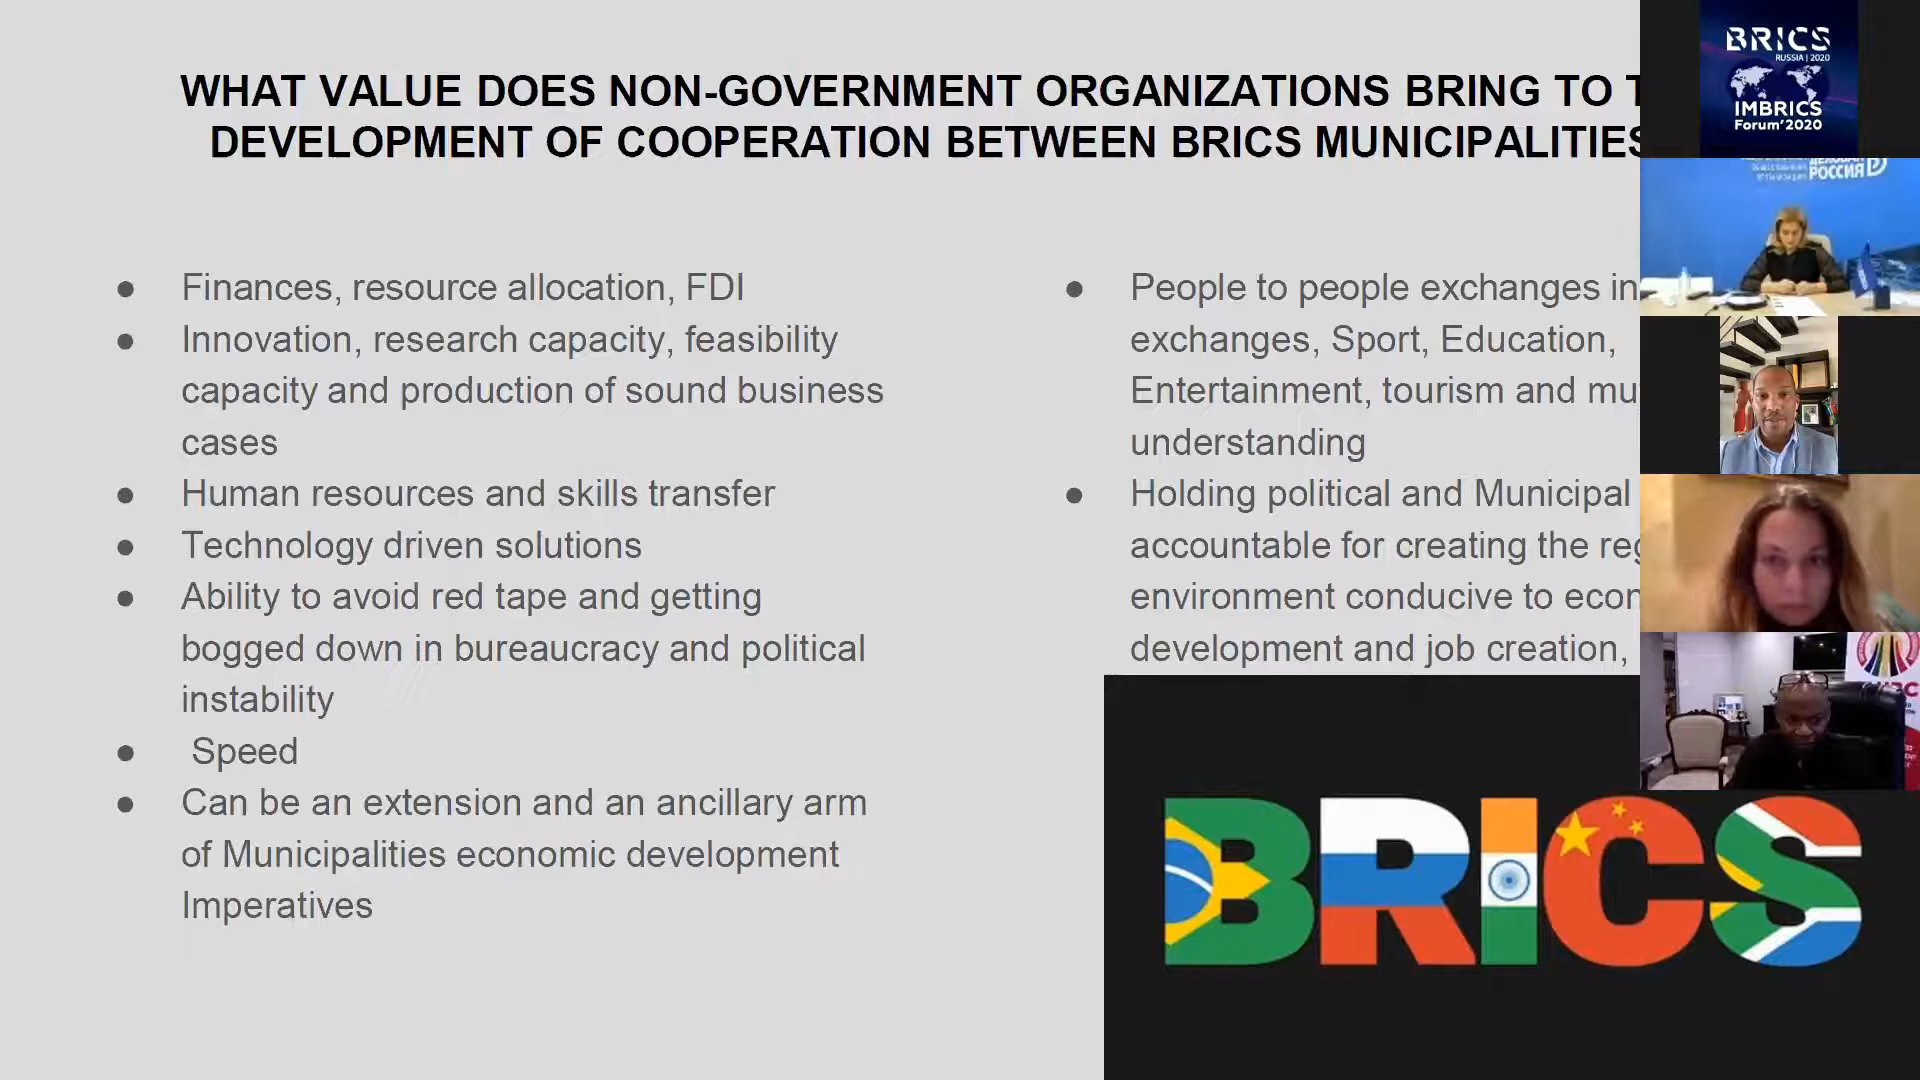 WHAT VALUE DOES NON-GOVERNMENT ORGANIZATIONS BRING TO
DEVELOPMENT OF COOPERATION BETWEEN BRICS MUNICIPALITIES
● Finances, resource allocation, FDI
● Innovation, research capacity, feasibility
capacity and production of sound business
cases
● Human resources and skills transfer
● Technology driven solutions
● Ability to avoid red tape and getting
bogged down in bureaucracy and political
instability
● Speed
● Can be an extension and an ancillary arm
of Municipalities economic development
Imperatives
● People to people exchanges in
exchanges, Sport, Education,
Entertainment, tourism and
understanding
● Holding political and Municipal
accountable for creating the
environment conducive to
development and job creation,
BRICS
BRICS
RUSSIA | 2020
IMBRICS
Forum'2020
РОССИЯ